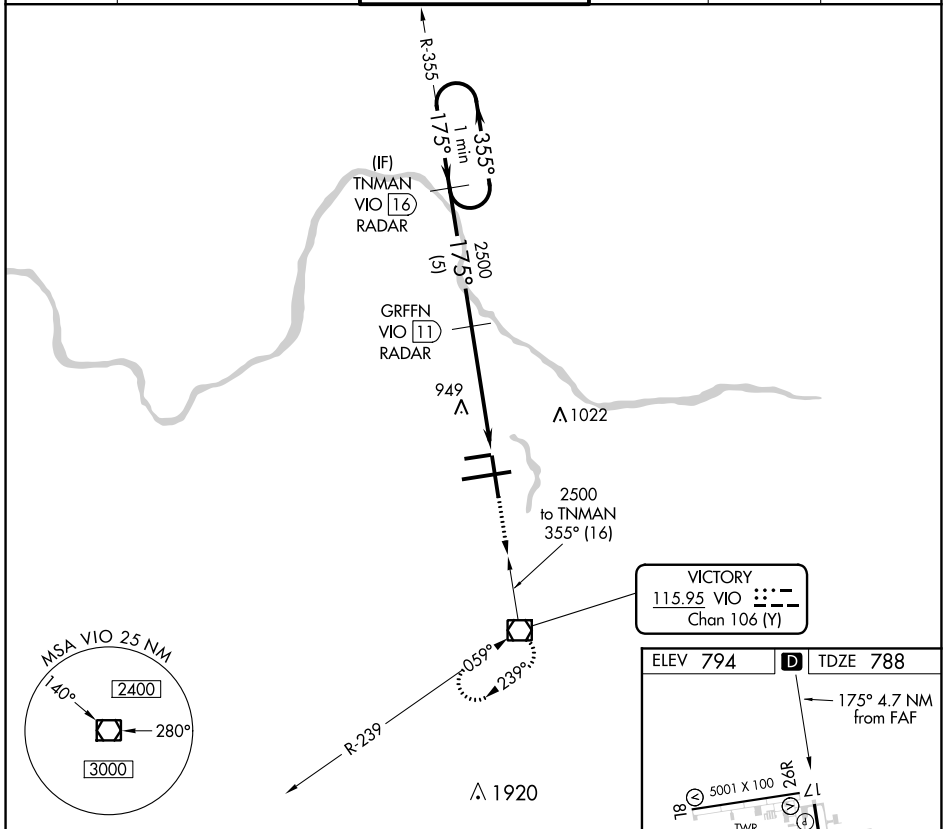 R-355
175°
1 min
355°
(IF)
TNMAN
VIO 16
RADAR
2500
175°
(5)
GRFFN
VIO 11
RADAR
949
1022
2500
to TNMAN
355° (16)
VICTORY
115.95 VIO
Chan 106 (Y)
059°
239°
R-239
MSA VIO 25 NM
140°
2400
280°
3000
1920
ELEV 794
D
TDZE 788
175° 4.7 NM
from FAF
8L
V
5001 X 100
26R
17
V
P
TWR